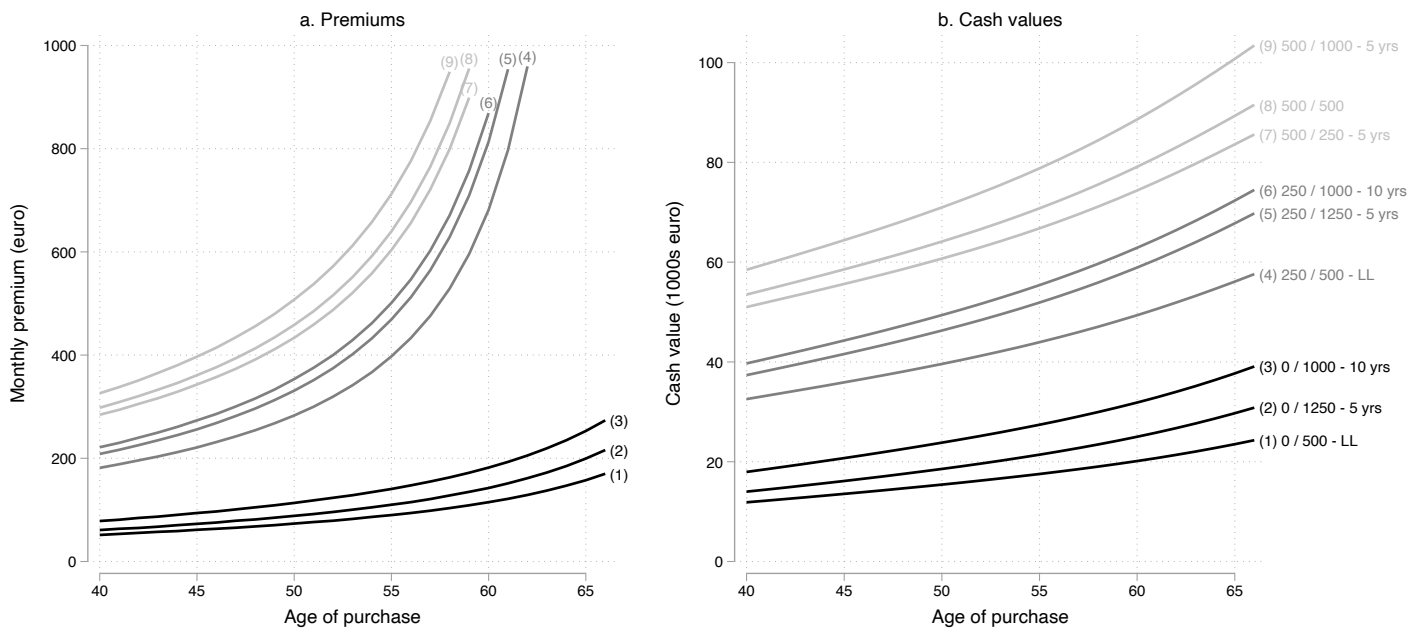 a. Premiums
1000
800
600
400
200
0
Monthly premium (euro)
(9)
(8)
(7)
(6)
(5)
(4)
(3)
(2)
(1)
40
45
50
55
60
65
Age of purchase
b. Cash values
100
80
60
40
20
0
Cash value (1000s euro)
(9) 500 / 1000 - 5 yrs
(8) 500 / 500
(7) 500 / 250 - 5 yrs
(6) 250 / 1000 - 10 yrs
(5) 250 / 1250 - 5 yrs
(4) 250 / 500 - LL
(3) 0 / 1000 - 10 yrs
(2) 0 / 1250 - 5 yrs
(1) 0 / 500 - LL
40
45
50
55
60
65
Age of purchase